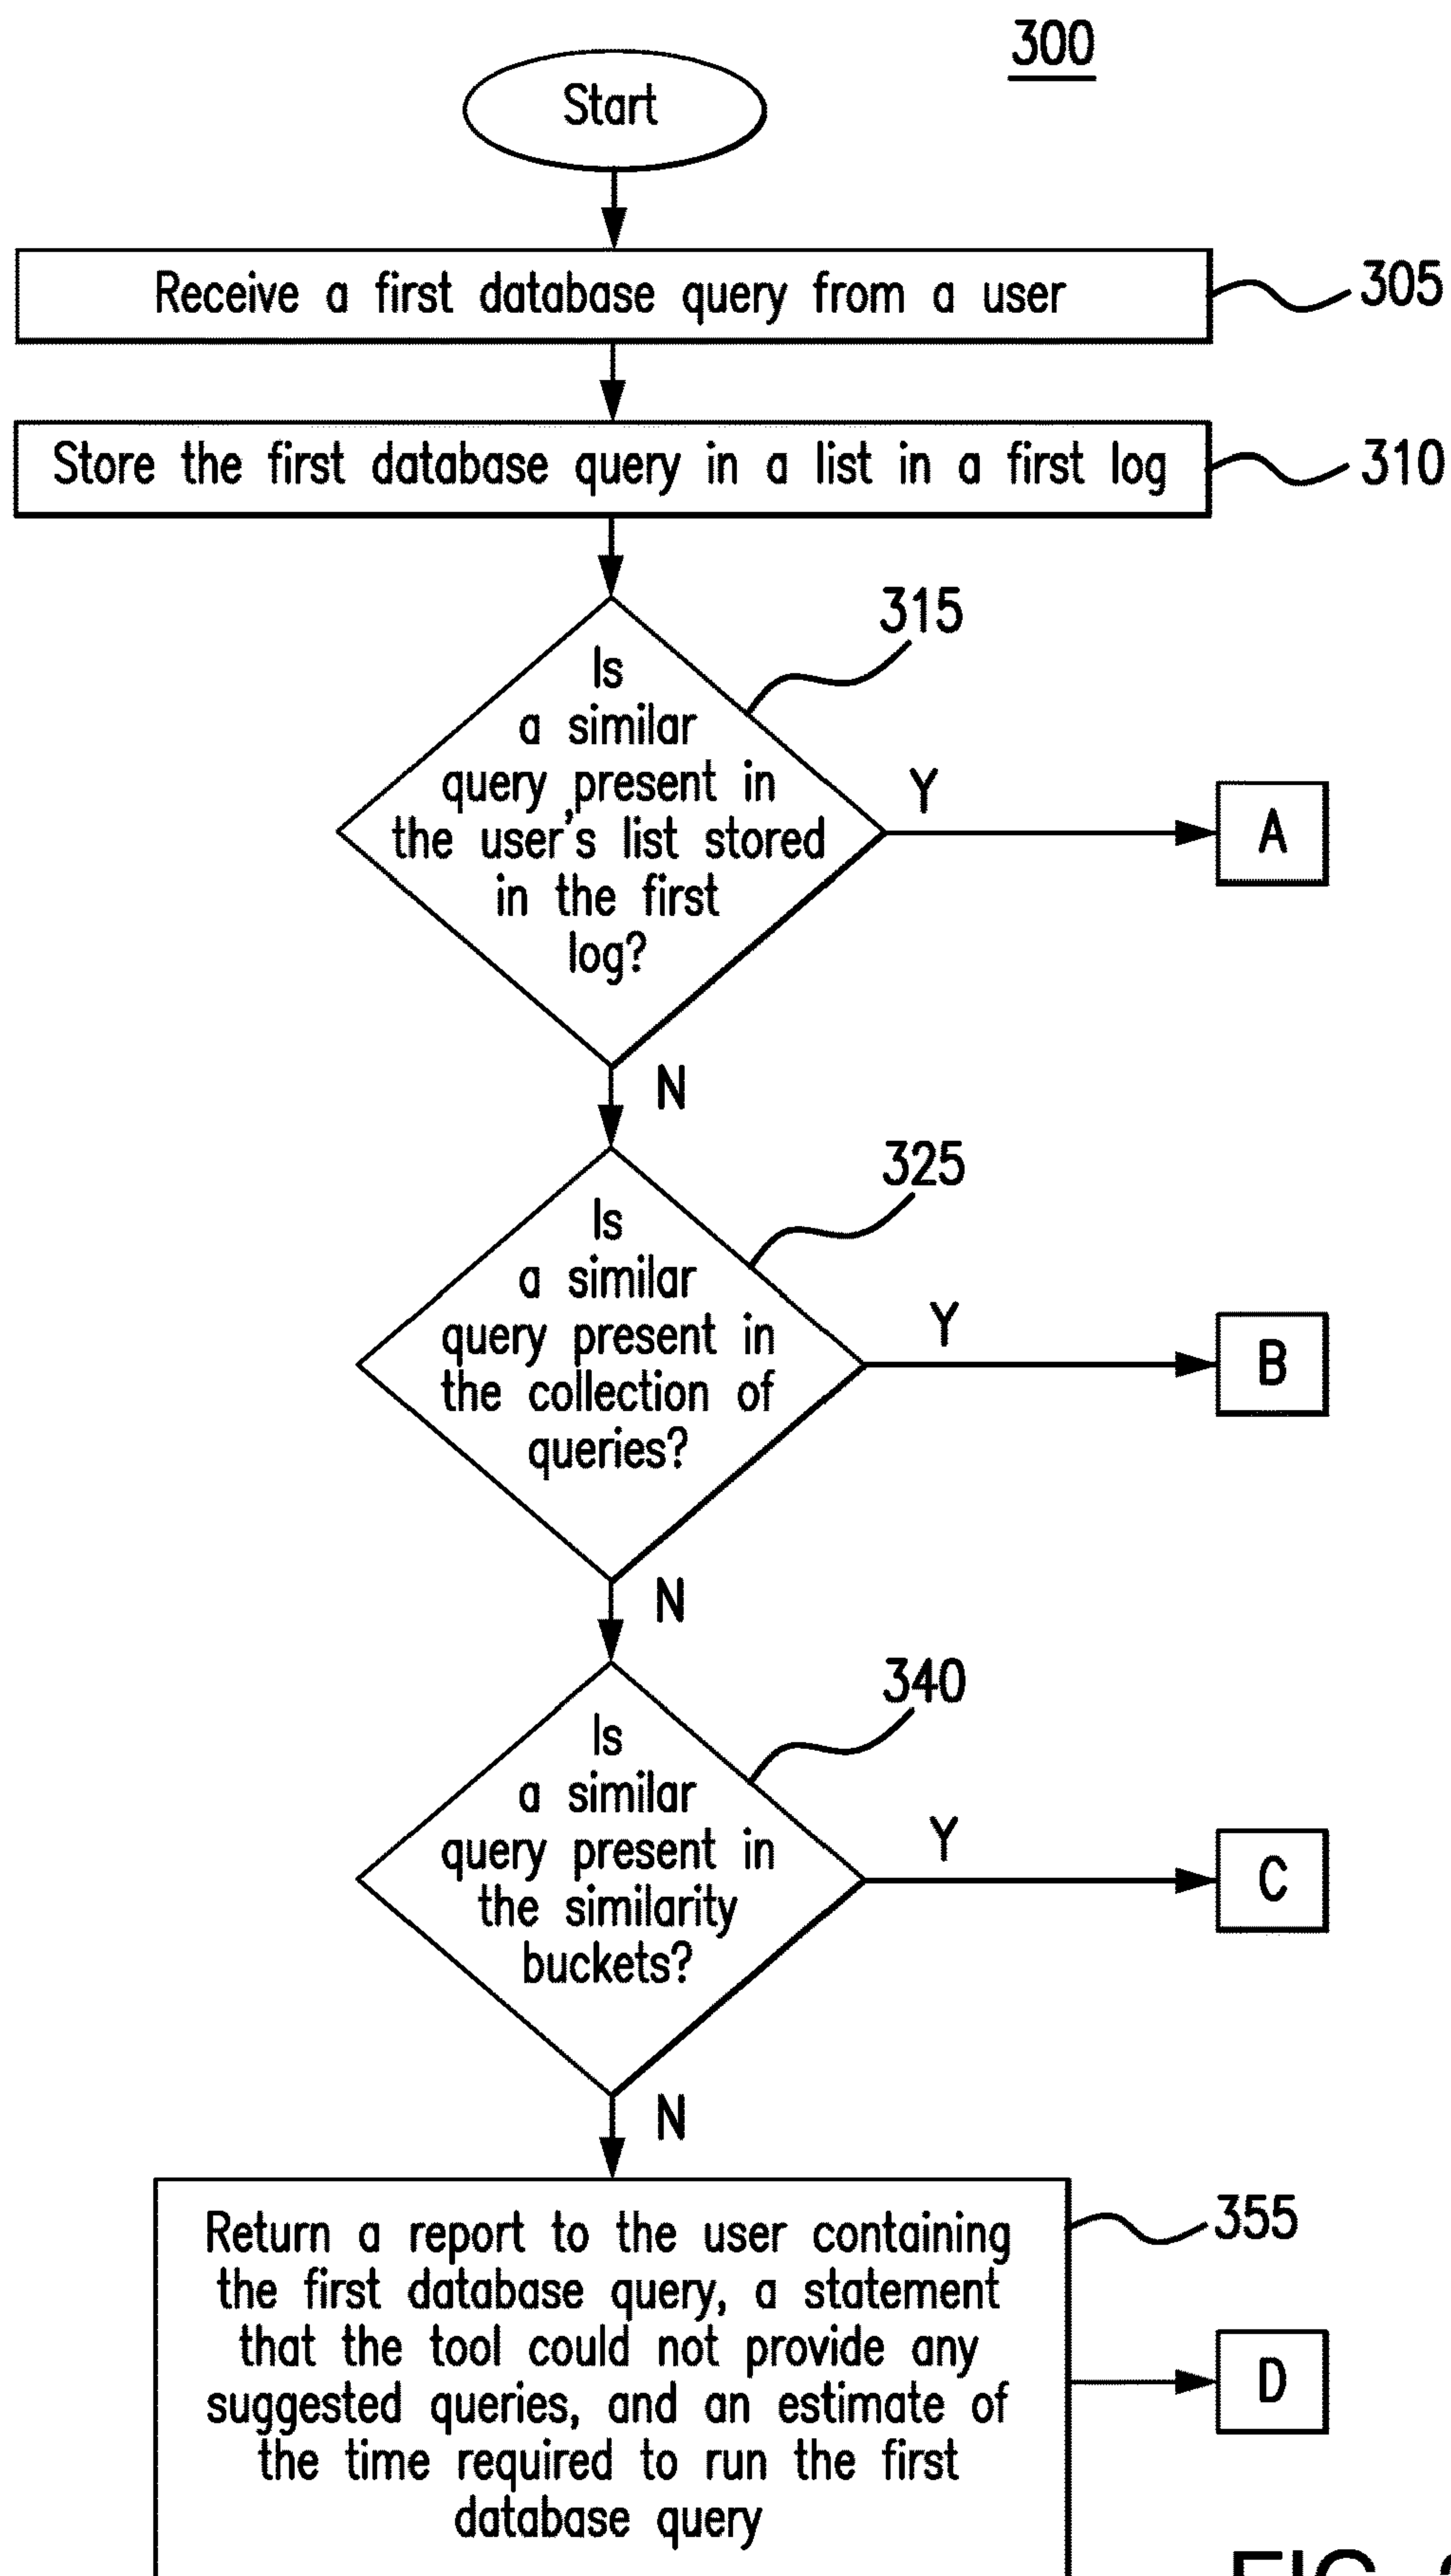 300
Start
Receive a first database query from a user
305
Store the first database query in a list in a first log
310
315
Is
a similar
query present in
the user's list stored
in the first
log?
Y
A
N
325
Is
a similar
query present in
the collection of
queries?
Y
B
N
340
Is
a similar
query present in
the similarity
buckets?
Y
C
N
355
Return a report to the user containing
the first database query, a statement
that the tool could not provide any
suggested queries, and an estimate of
the time required to run the first
database query
D
FIG.